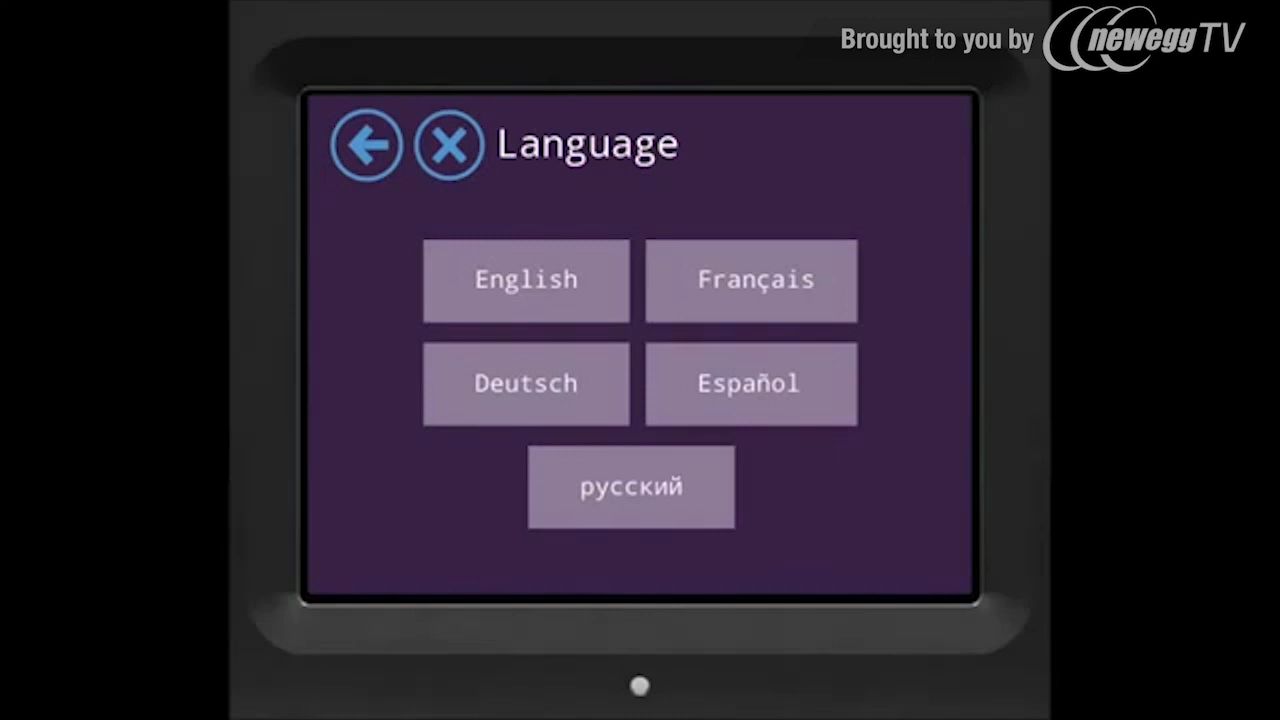 Brought to you by neweggTV
Language
English
Français
Deutsch
Español
русский